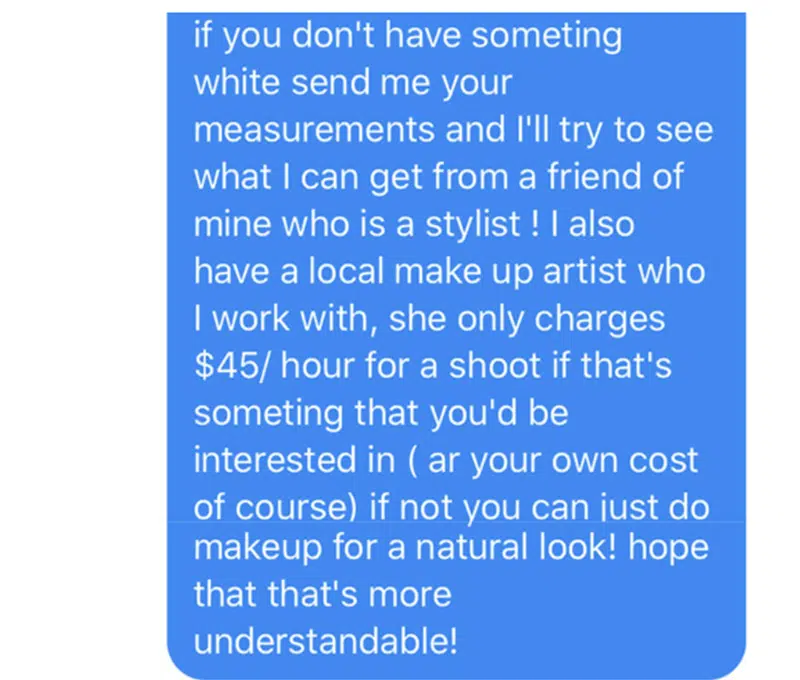 if you don't have someting
white send me your
measurements and I'll try to see
what I can get from a friend of
mine who is a stylist ! I also
have a local make up artist who
I work with, she only charges
$45/ hour for a shoot if that's
someting that you'd be
interested in ( ar your own cost
of course) if not you can just do
makeup for a natural look! hope
that that's more
understandable!